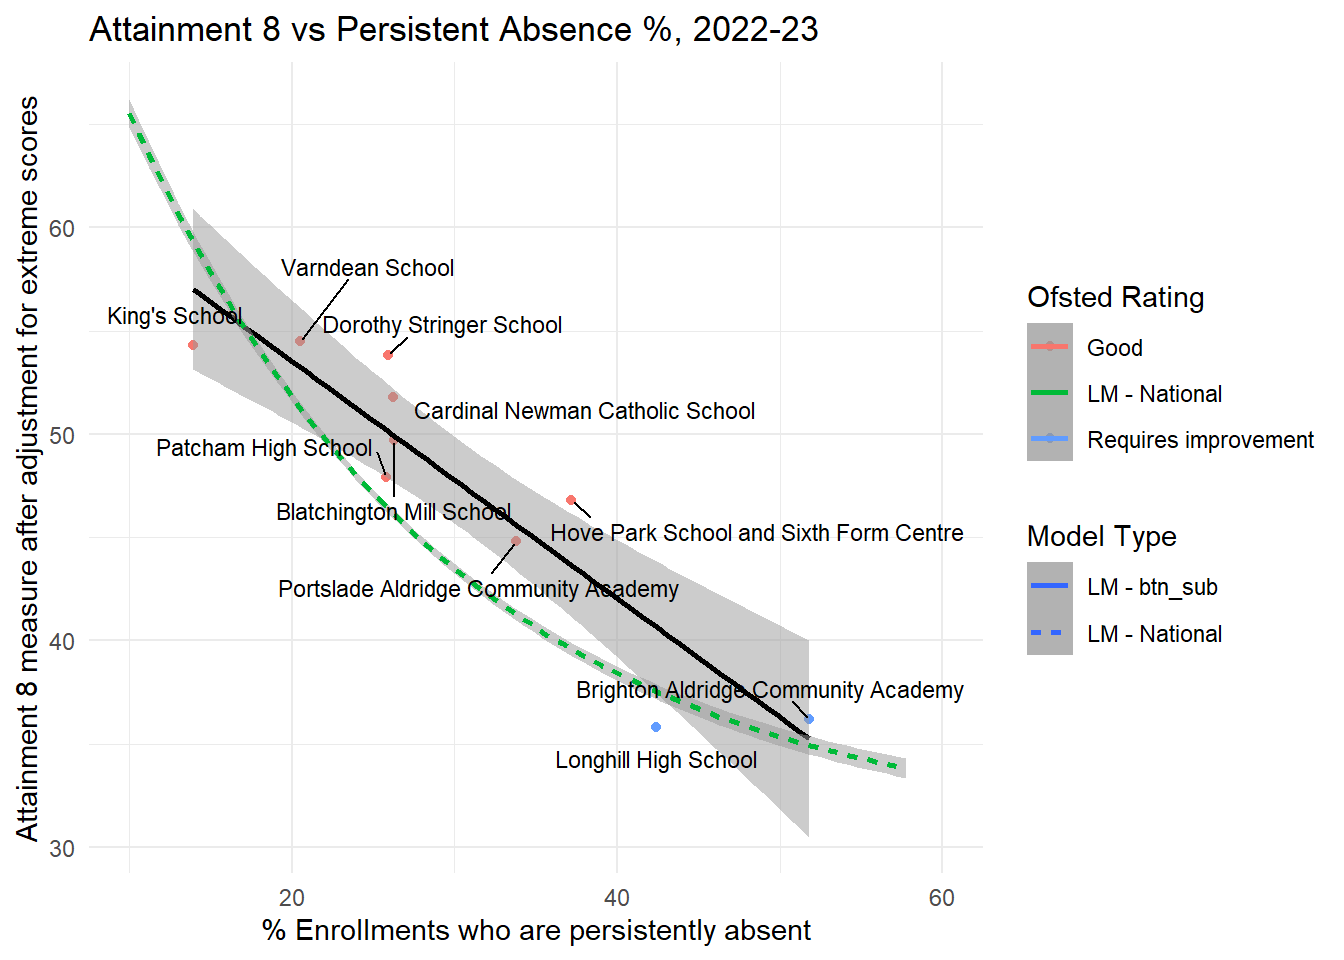 Attainment 8 vs Persistent Absence %, 2022-23
Attainment 8 measure after adjustment for extreme scores
60
50
40
30
Varndean School
King's School
Dorothy Stringer School
Cardinal Newman Catholic School
Patcham High School
Blatchington Mill School
Hove Park School and Sixth Form Centre
Portslade Aldridge Community Academy
Brighton Aldridge Community Academy
Longhill High School
20
40
60
% Enrollments who are persistently absent
Ofsted Rating
Good
LM - National
Requires improvement
Model Type
LM - btn_sub
LM - National